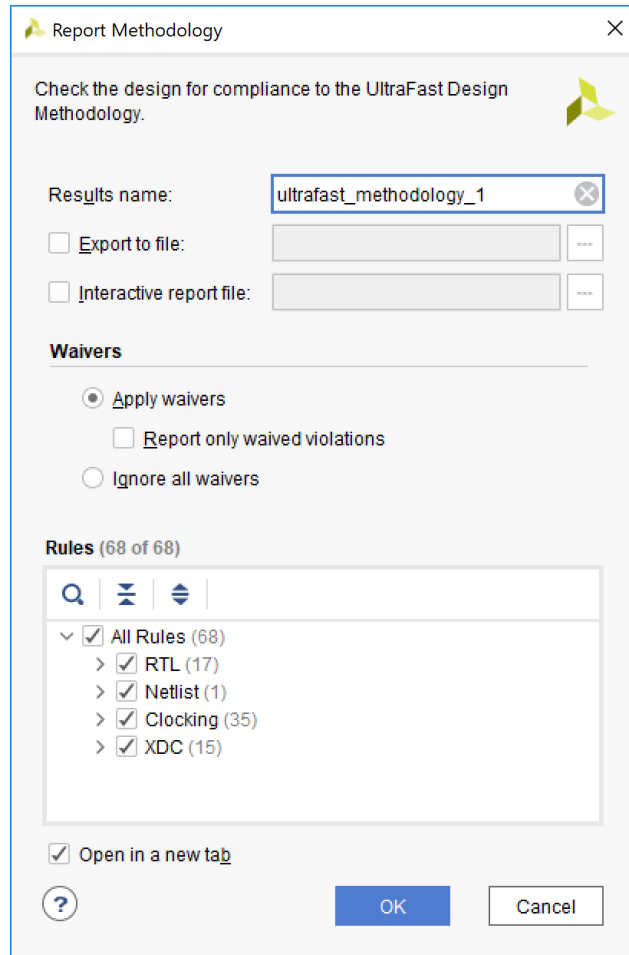 Report Methodology
Check the design for compliance to the UltraFast Design
Methodology.
Results name: ultrafast_methodology_1
Export to file: ...
Interactive report file: ...
Waivers
Apply waivers
Report only waived violations
Ignore all waivers
Rules (68 of 68)
All Rules (68)
RTL (17)
Netlist (1)
Clocking (35)
XDC (15)
Open in a new tab
? OK Cancel